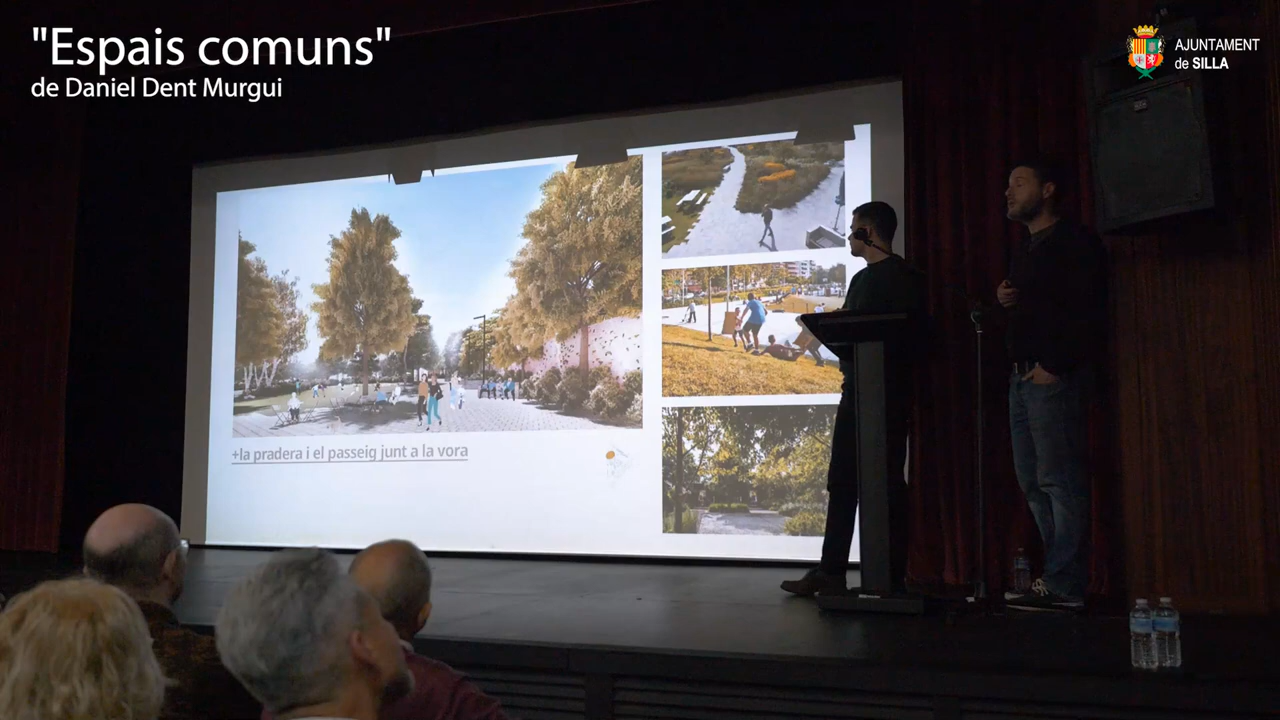 "Espais comuns"
de Daniel Dent Murgui
AJUNTAMENT
de SILLA
+la pradera i el passeig junt a la vora